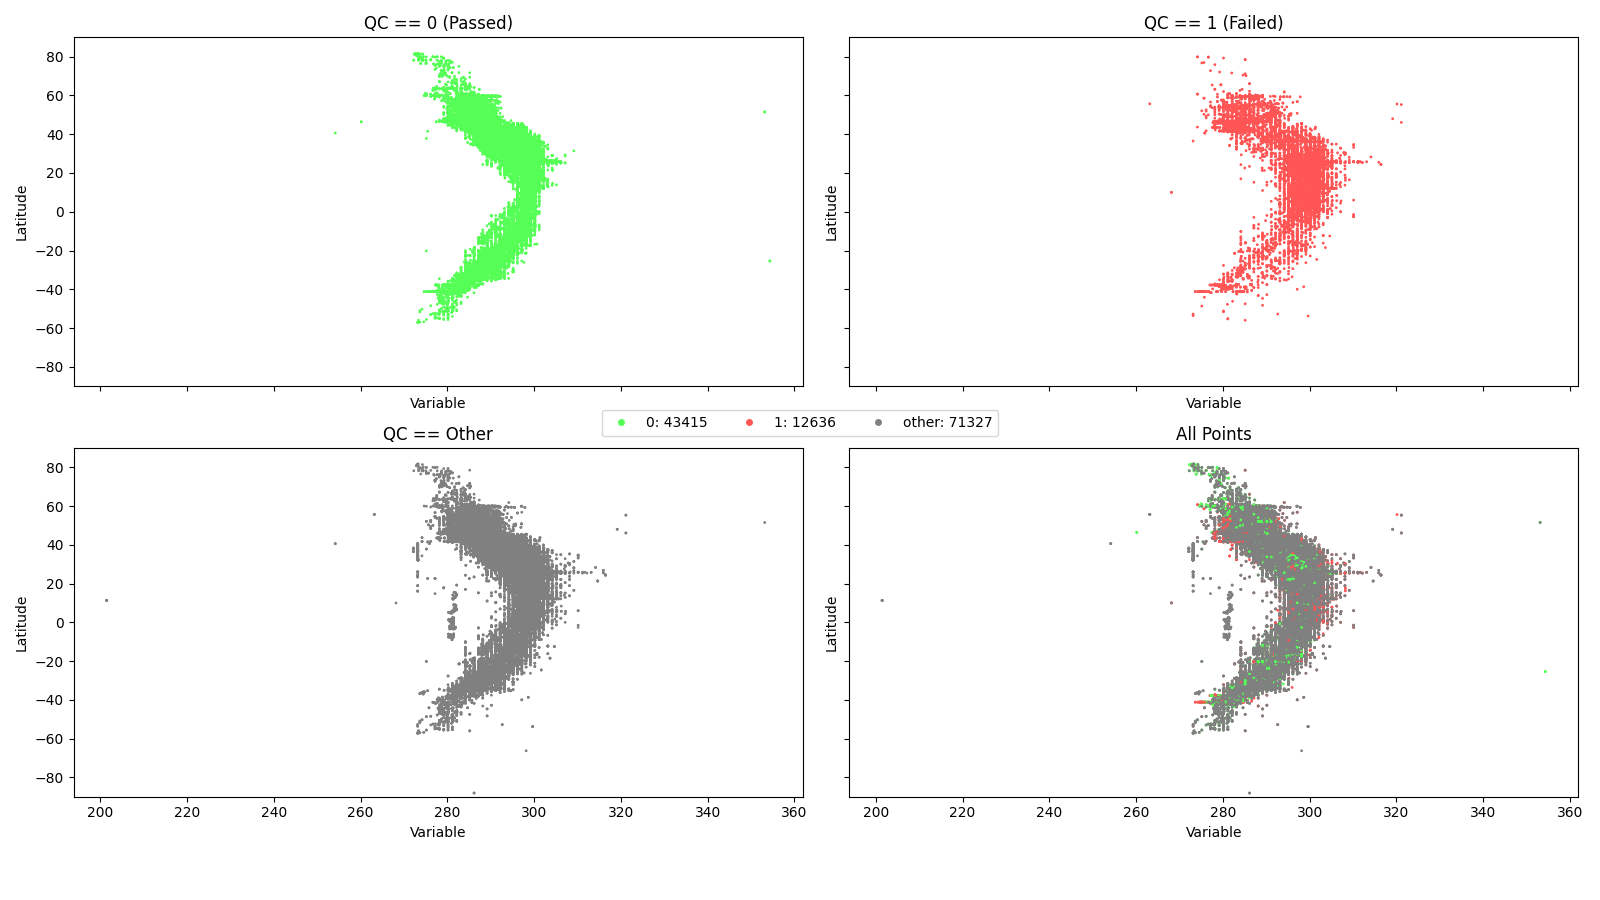 QC == 0 (Passed)
QC == 1 (Failed)
80
60
40
20
0
−20
−40
−60
−80
Latitude
Latitude
Variable
Variable
0: 43415
1: 12636
other: 71327
QC == Other
All Points
80
60
40
20
0
−20
−40
−60
−80
Latitude
Latitude
200 220 240 260 280 300 320 340 360
200 220 240 260 280 300 320 340 360
Variable
Variable